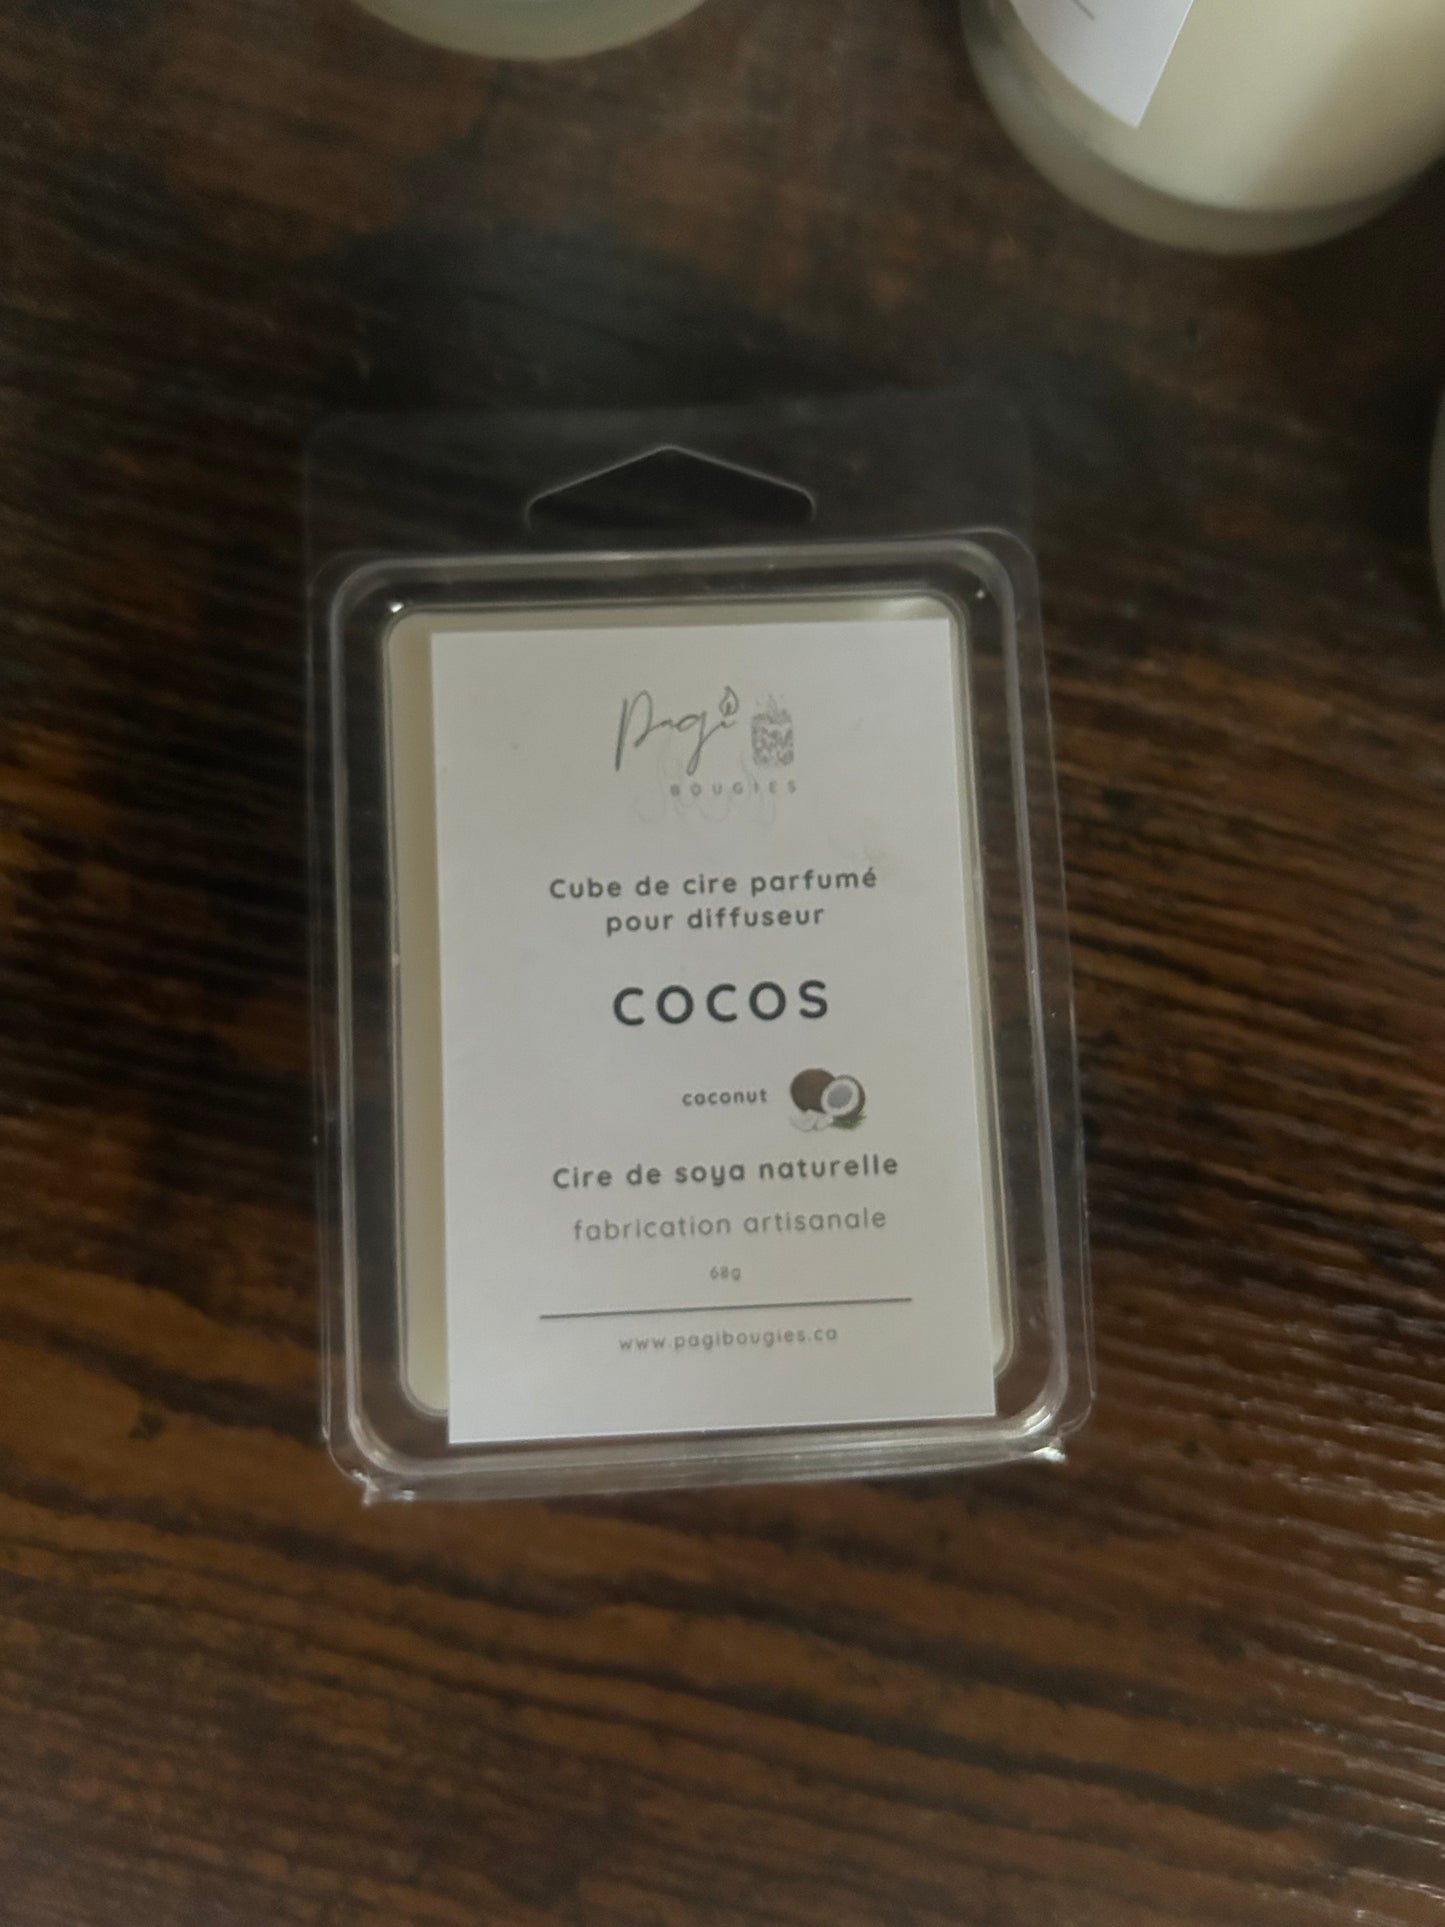 Pagi
BOUGIES
Cube de cire parfumé
pour diffuseur
COCOS
coconut
Cire de soya naturelle
fabrication artisanale
68g
www.pagibougies.ca